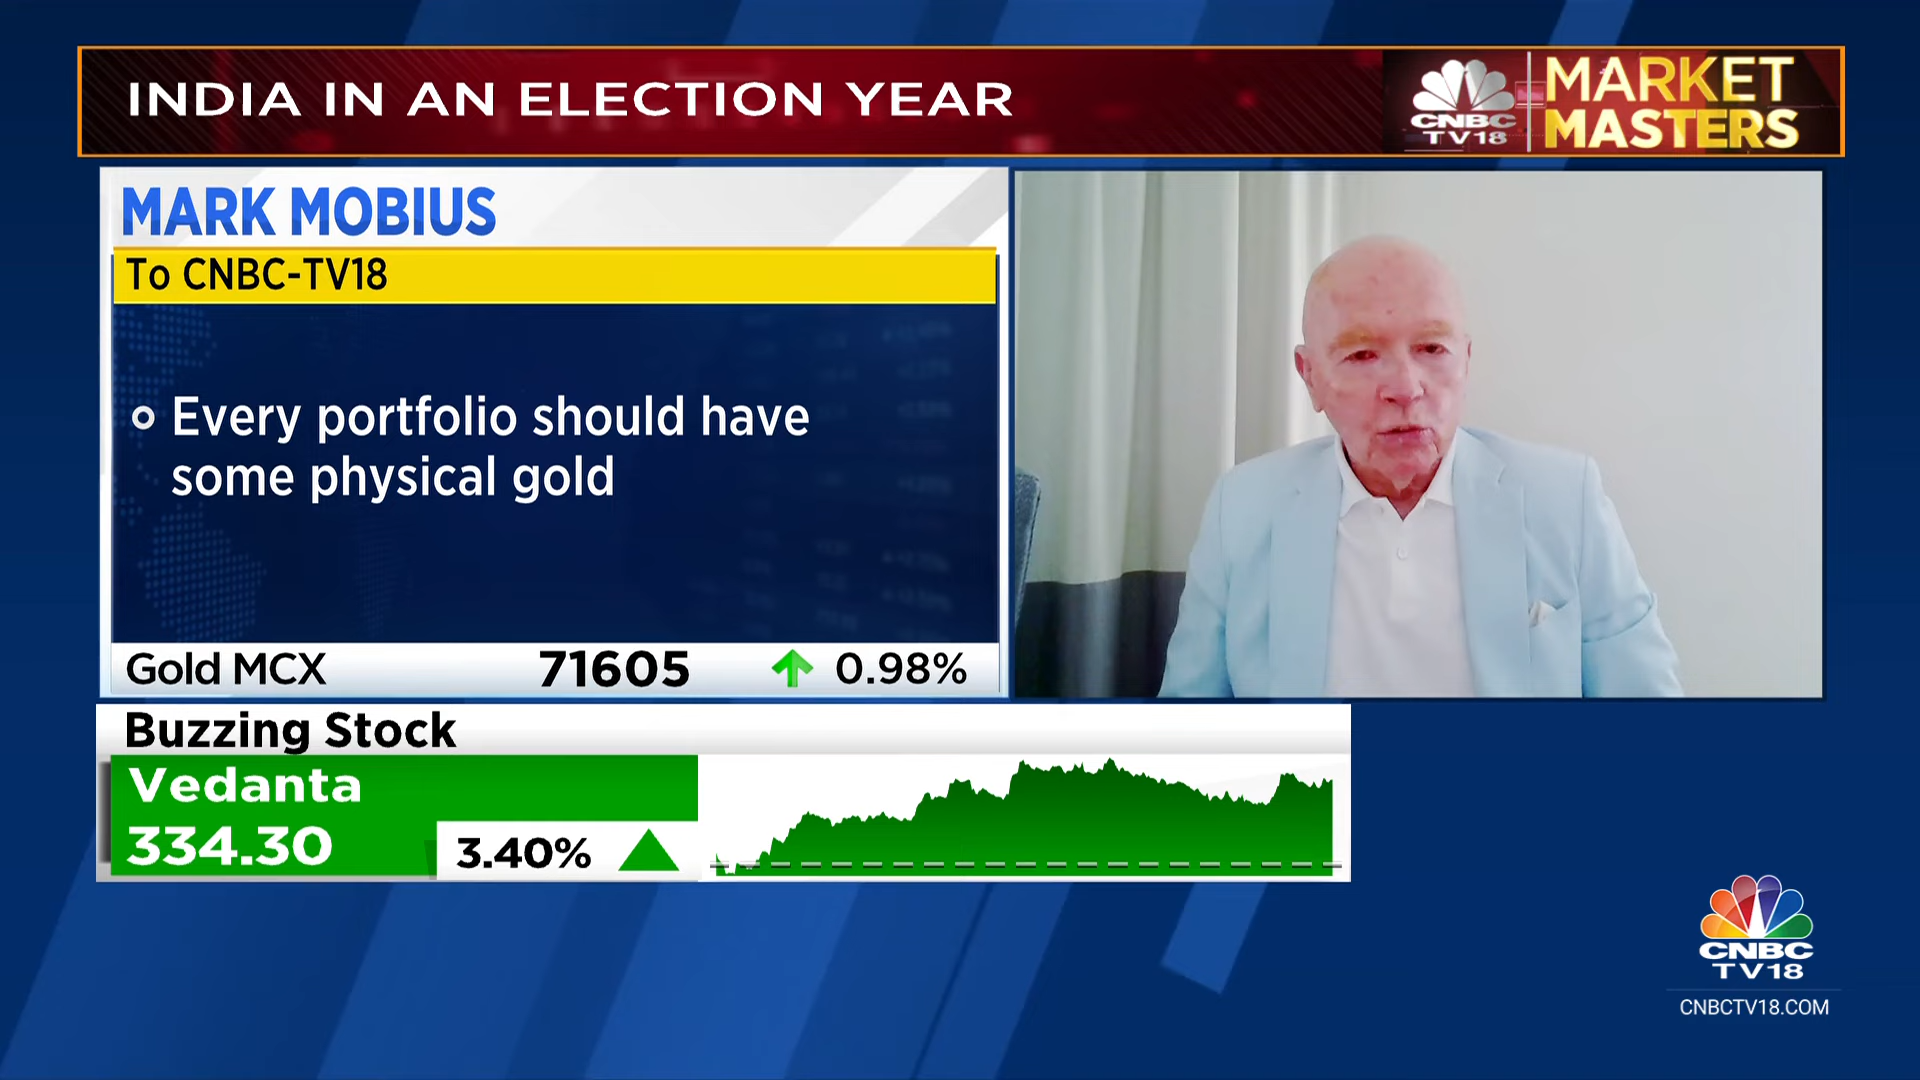 INDIA IN AN ELECTION YEAR
CNBC
TV18
MARKET
MASTERS
MARK MOBIUS
To CNBC-TV18
Every portfolio should have
some physical gold
Gold MCX 71605 0.98%
Buzzing Stock
Vedanta
334.30
3.40%
CNBC
TV18
CNBCTV18.COM